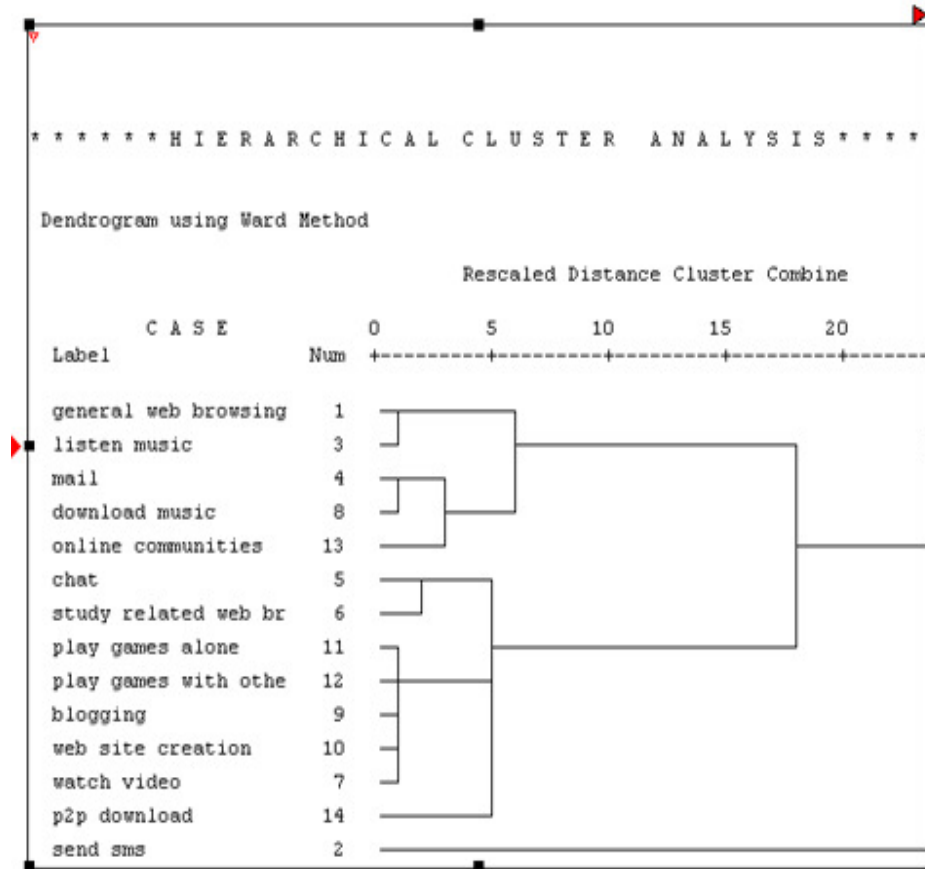 * * * * * * H I E R A R C H I C A L C L U S T E R A N A L Y S I S * * * *
Dendrogram using Ward Method
Rescaled Distance Cluster Combine
C A S E 0 5 10 15 20
Label Num +---------+---------+---------+---------+-------
general web browsing 1
listen music 3
mail 4
download music 8
online communities 13
chat 5
study related web br 6
play games alone 11
play games with othe 12
blogging 9
web site creation 10
watch video 7
p2p download 14
send sms 2